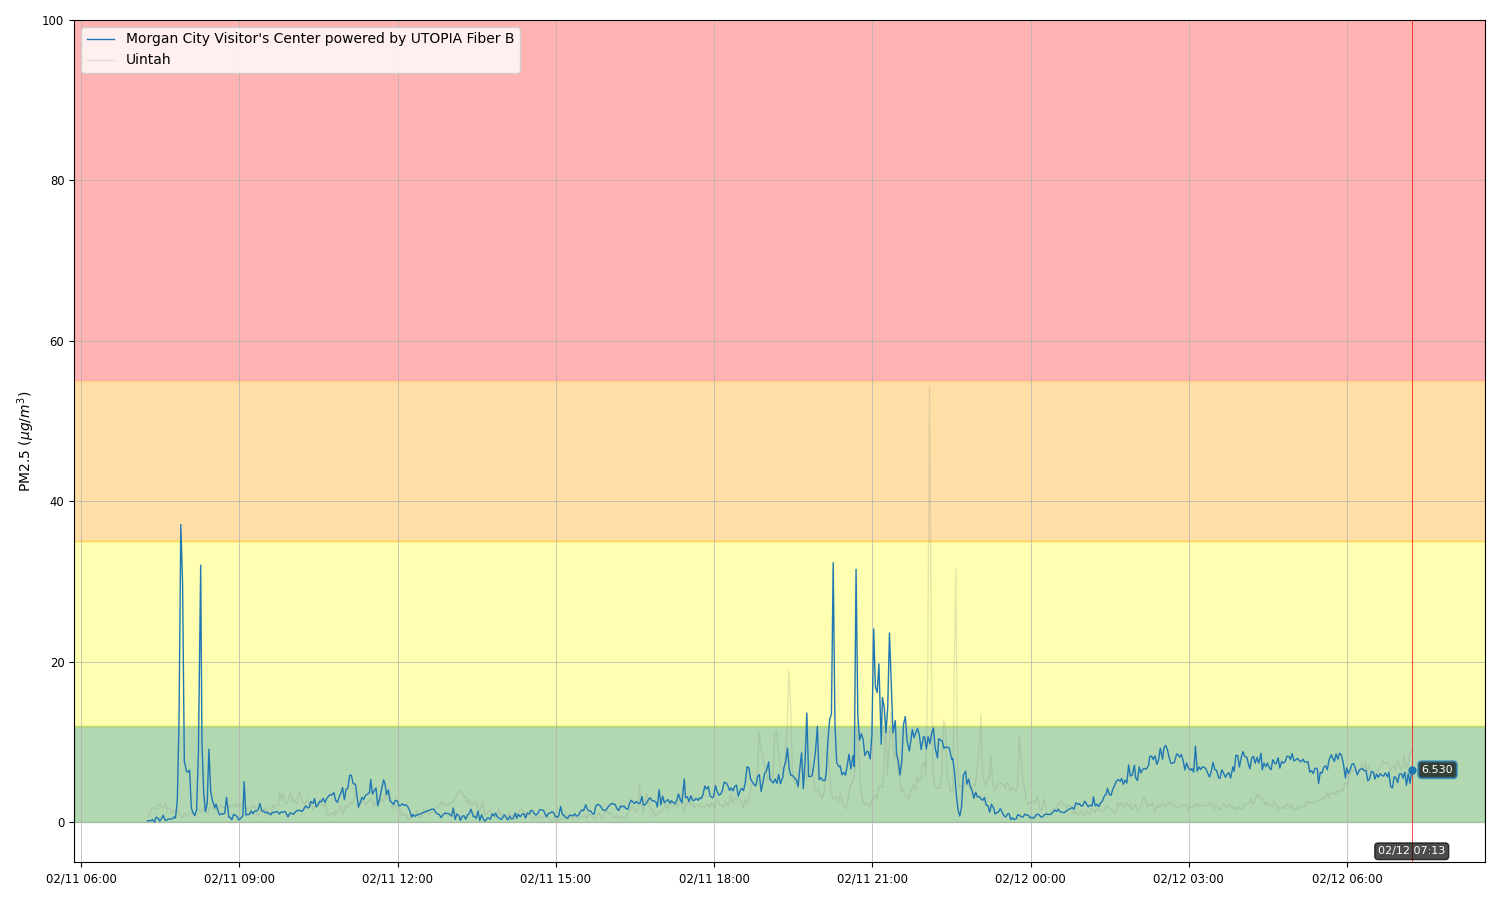 100
Morgan City Visitor's Center powered by UTOPIA Fiber B
Uintah
80
60
PM2.5 (μg/m³)
40
20
6.530
0
02/12 07:13
02/11 06:00 02/11 09:00 02/11 12:00 02/11 15:00 02/11 18:00 02/11 21:00 02/12 00:00 02/12 03:00 02/12 06:00